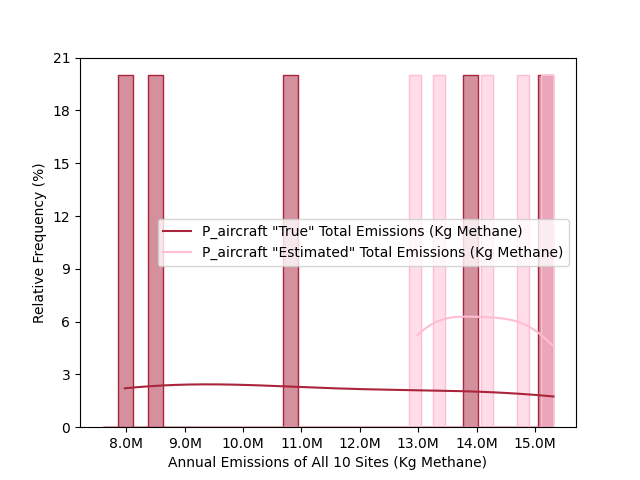 21
18
15
12
9
6
3
0
Relative Frequency (%)
P_aircraft "True" Total Emissions (Kg Methane)
P_aircraft "Estimated" Total Emissions (Kg Methane)
8.0M 9.0M 10.0M 11.0M 12.0M 13.0M 14.0M 15.0M
Annual Emissions of All 10 Sites (Kg Methane)